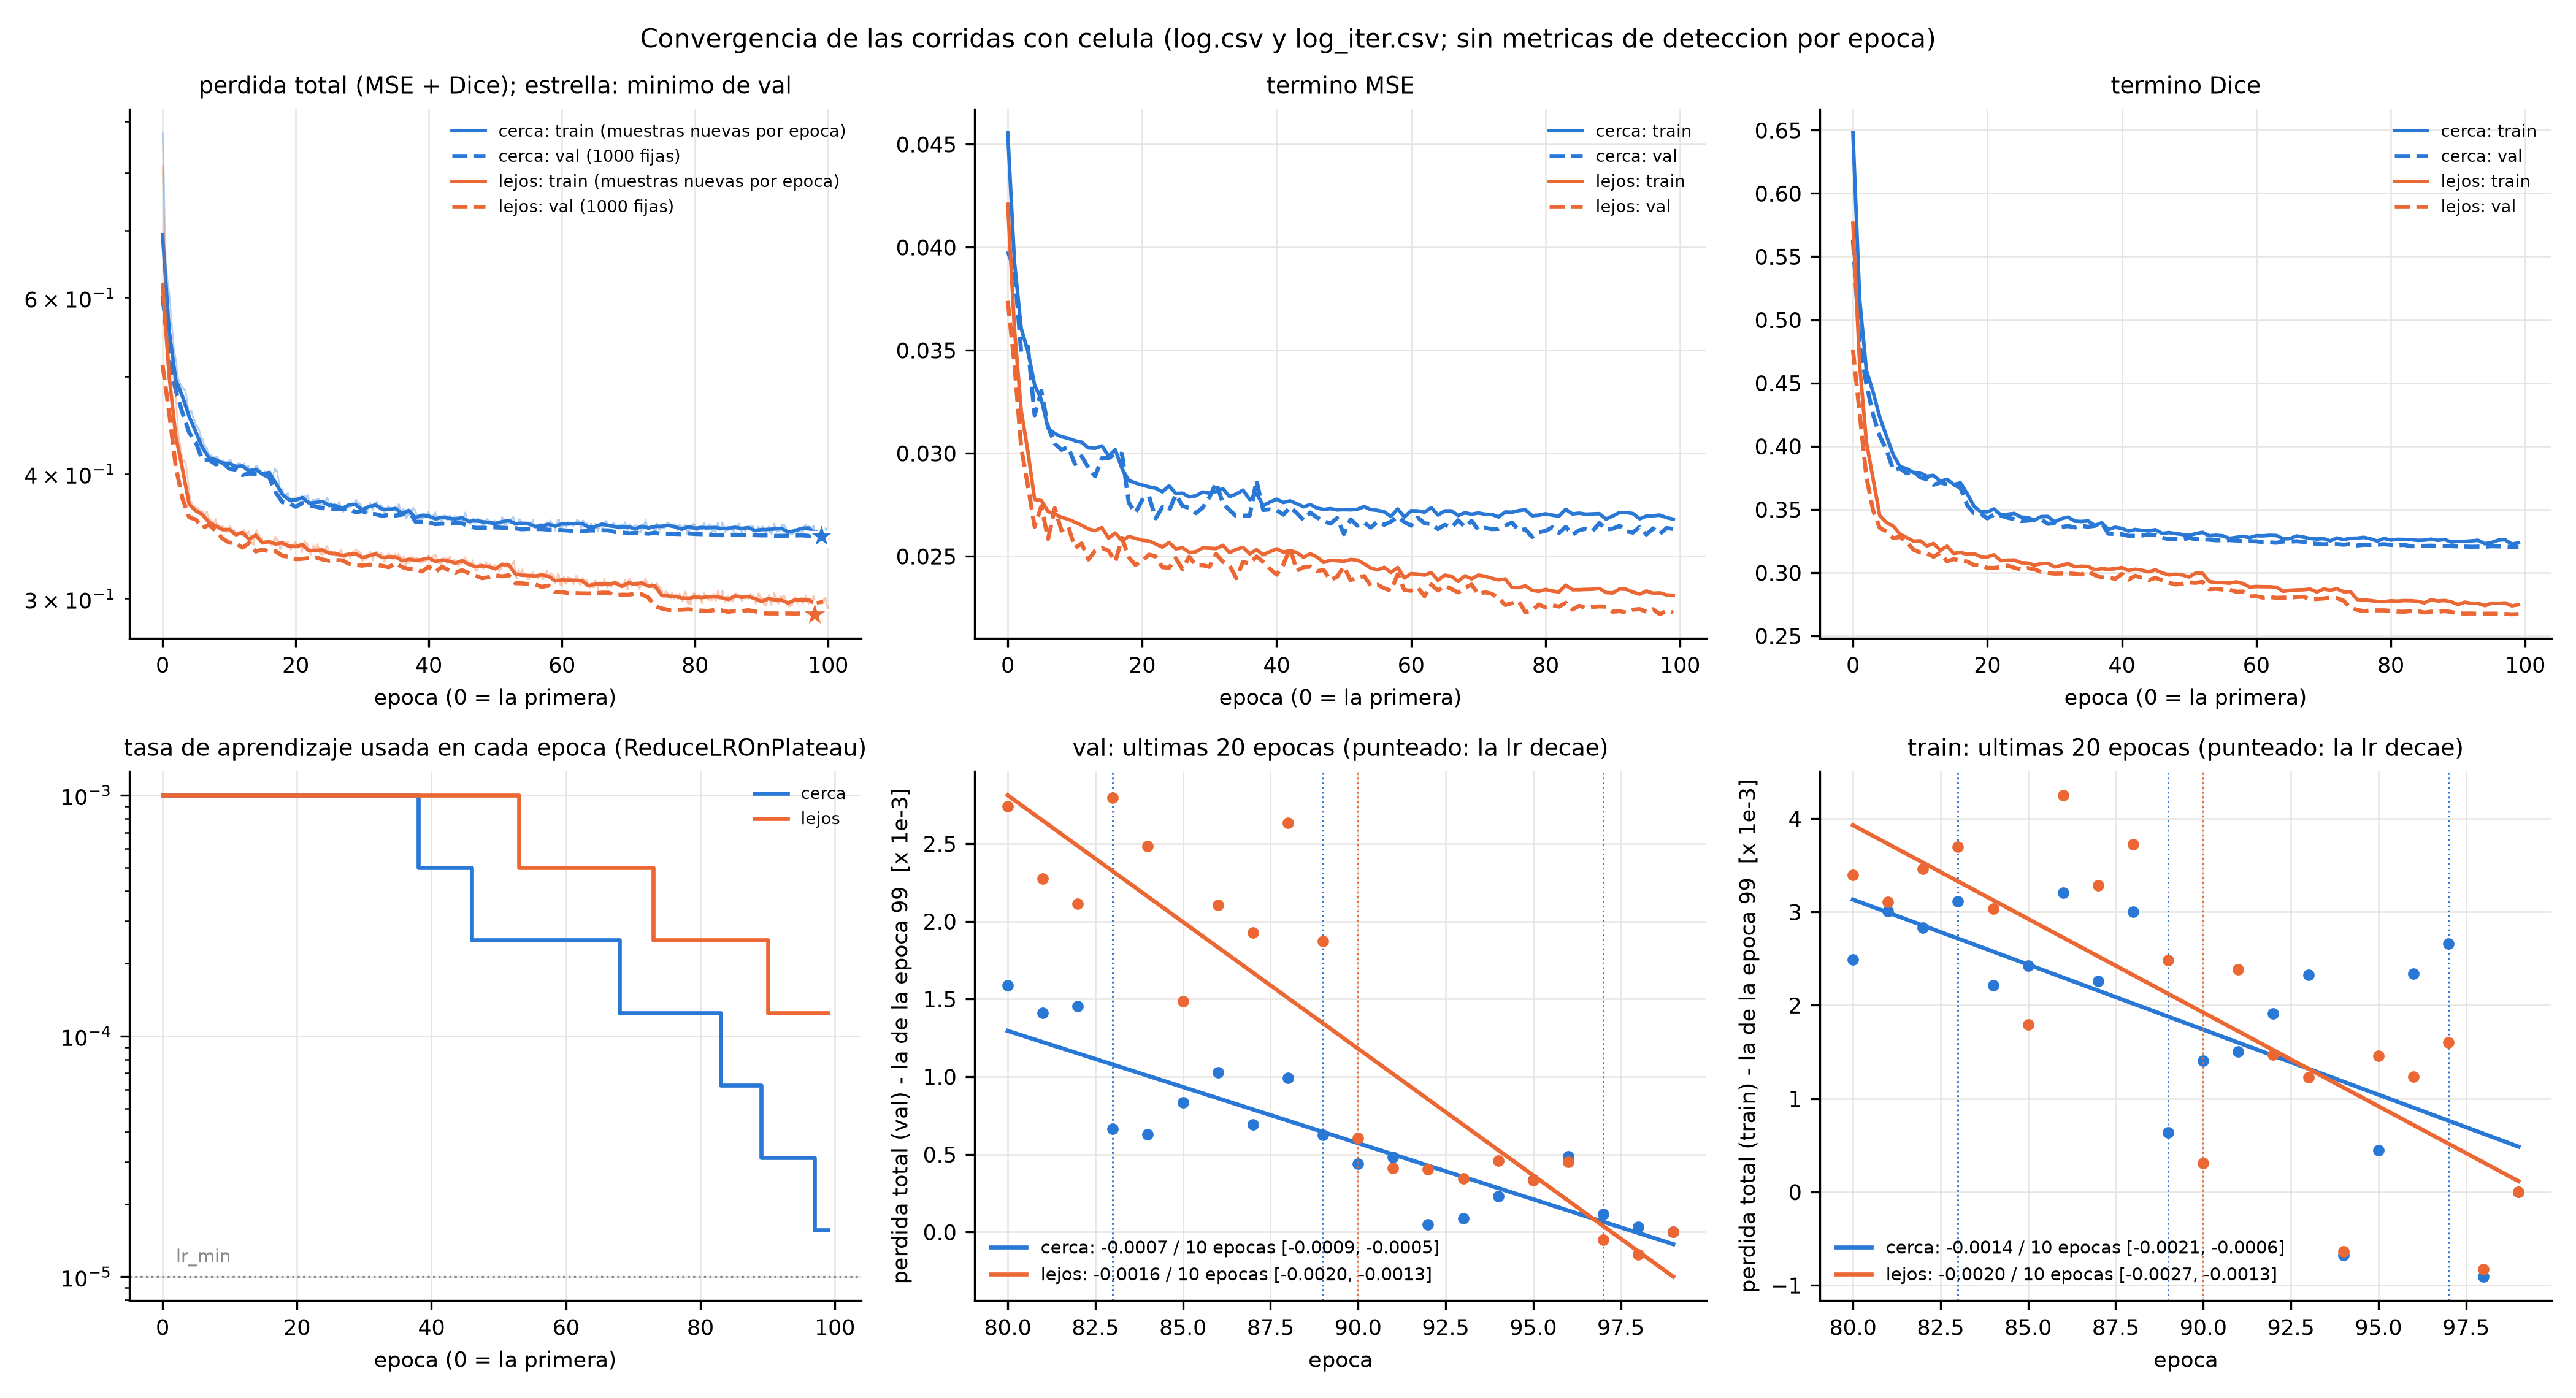 Convergencia de las corridas con celula (log.csv y log_iter.csv; sin metricas de deteccion por epoca)
perdida total (MSE + Dice); estrella: minimo de val
6 × 10⁻¹
4 × 10⁻¹
3 × 10⁻¹
cerca: train (muestras nuevas por epoca)
cerca: val (1000 fijas)
lejos: train (muestras nuevas por epoca)
lejos: val (1000 fijas)
0 20 40 60 80 100
epoca (0 = la primera)
termino MSE
0.045
0.040
0.035
0.030
0.025
cerca: train
cerca: val
lejos: train
lejos: val
0 20 40 60 80 100
epoca (0 = la primera)
termino Dice
0.65
0.60
0.55
0.50
0.45
0.40
0.35
0.30
0.25
cerca: train
cerca: val
lejos: train
lejos: val
0 20 40 60 80 100
epoca (0 = la primera)
tasa de aprendizaje usada en cada epoca (ReduceLROnPlateau)
10⁻³
10⁻⁴
10⁻⁵
cerca
lejos
lr_min
0 20 40 60 80 100
epoca (0 = la primera)
val: ultimas 20 epocas (punteado: la lr decae)
perdida total (val) - la de la epoca 99 [x 1e-3]
2.5
2.0
1.5
1.0
0.5
0.0
cerca: -0.0007 / 10 epocas [-0.0009, -0.0005]
lejos: -0.0016 / 10 epocas [-0.0020, -0.0013]
80.0 82.5 85.0 87.5 90.0 92.5 95.0 97.5
epoca
train: ultimas 20 epocas (punteado: la lr decae)
perdida total (train) - la de la epoca 99 [x 1e-3]
4
3
2
1
0
−1
cerca: -0.0014 / 10 epocas [-0.0021, -0.0006]
lejos: -0.0020 / 10 epocas [-0.0027, -0.0013]
80.0 82.5 85.0 87.5 90.0 92.5 95.0 97.5
epoca